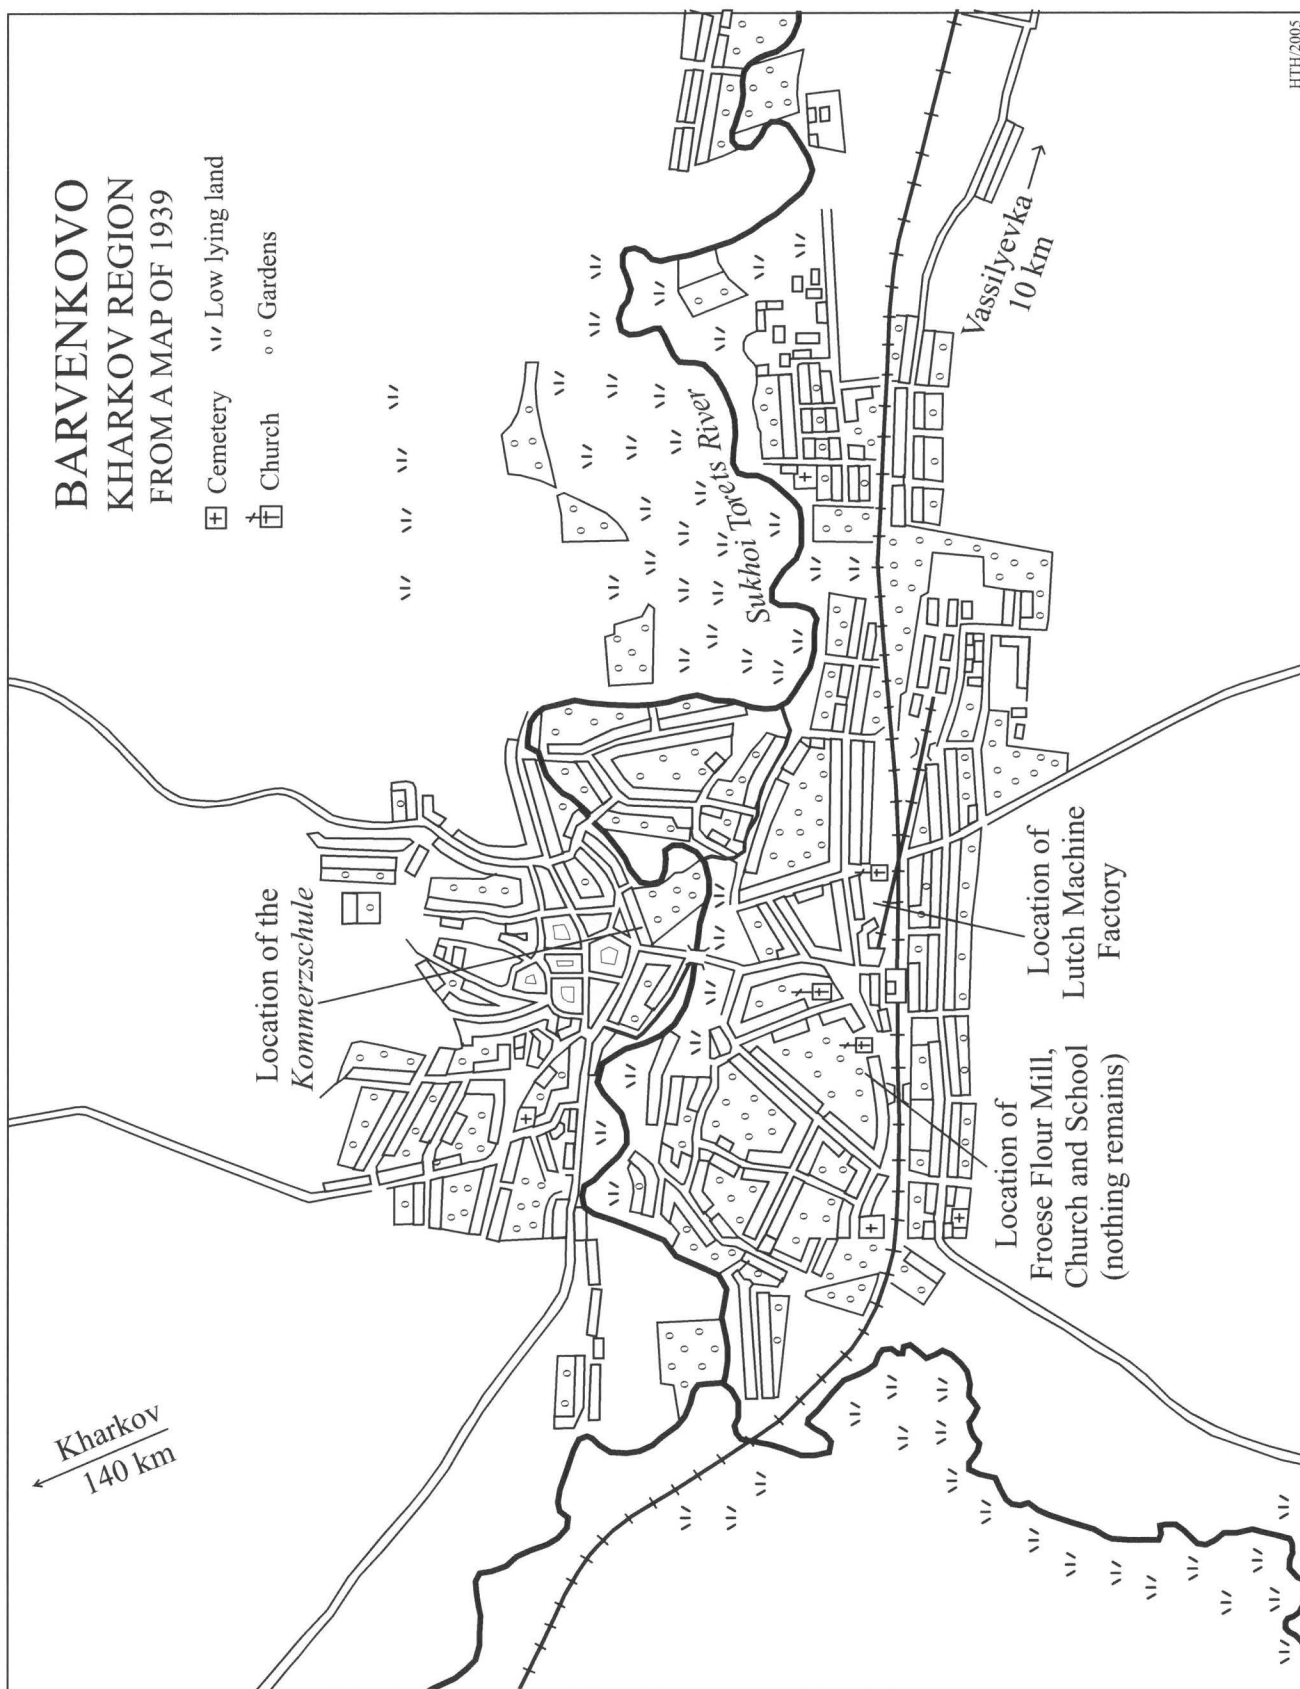 BARVENKOVO
KHARKOV REGION
FROM A MAP OF 1939
Cemetery
Low lying land
Church
Gardens
Kharkov
140 km
Location of the
Kommerzschule
Sukhoi Torets River
Vassilyevka
10 km
Location of
Froese Flour Mill,
Church and School
(nothing remains)
Location of
Lutch Machine
Factory
HTH/2005